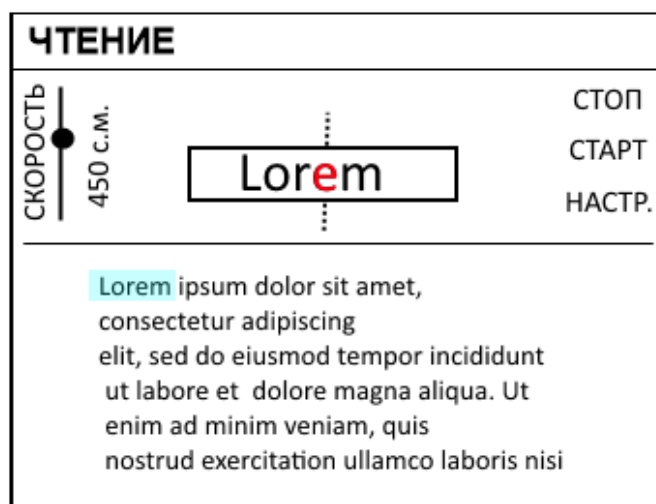 ЧТЕНИЕ
СКОРОСТЬ
450 с.м.
Lorem
СТОП
СТАРТ
НАСТР.
Lorem ipsum dolor sit amet,
consectetur adipiscing
elit, sed do eiusmod tempor incididunt
ut labore et dolore magna aliqua. Ut
enim ad minim veniam, quis
nostrud exercitation ullamco laboris nisi